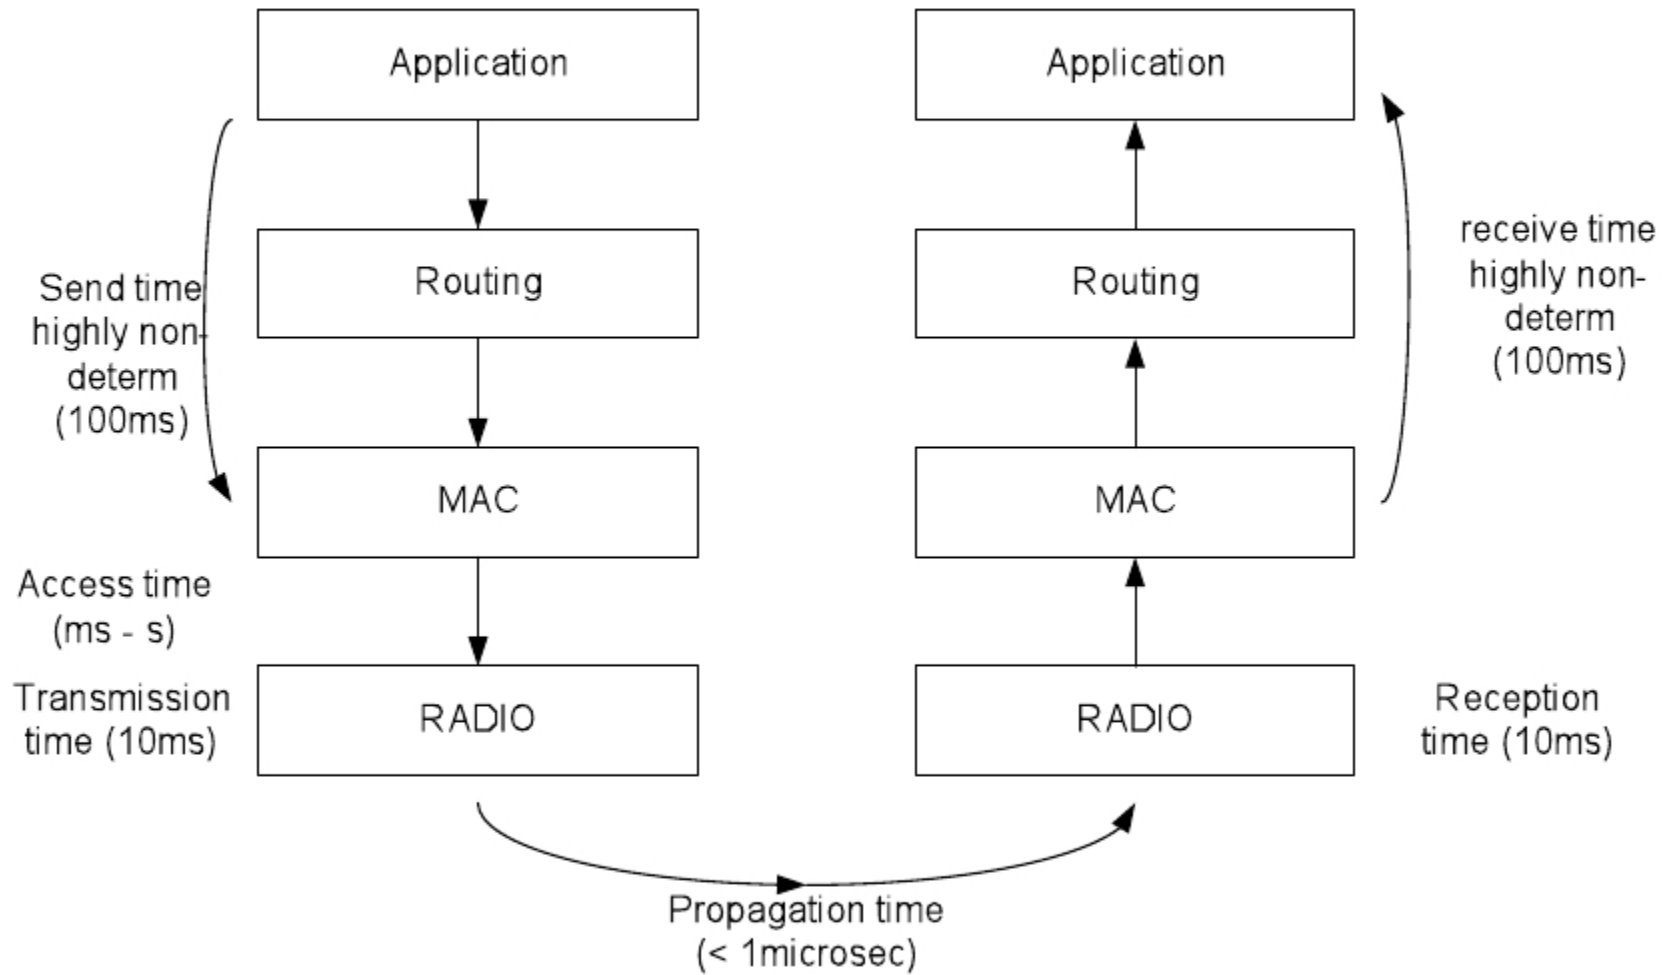 Application
Application
Routing
Routing
Send time
highly non-
determ
(100ms)
receive time
highly non-
determ
(100ms)
MAC
MAC
Access time
(ms - s)
Transmission
time (10ms)
RADIO
RADIO
Reception
time (10ms)
Propagation time
(< 1microsec)